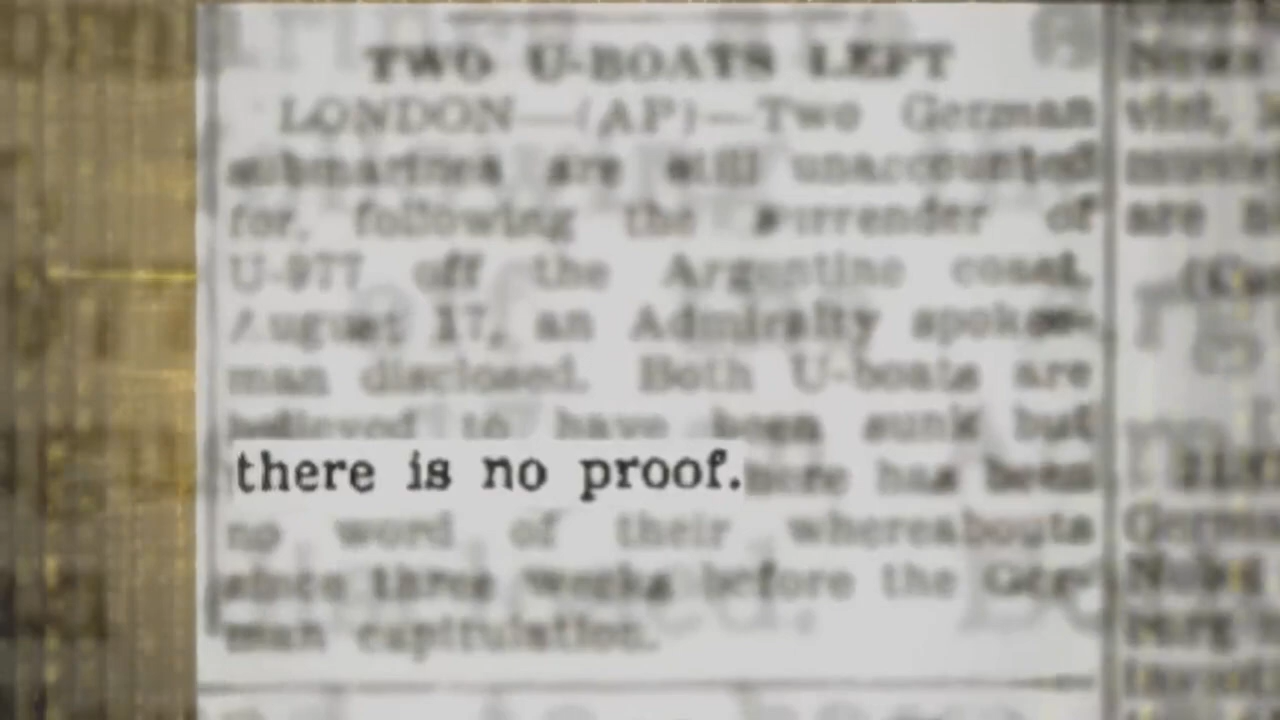 TWO U-BOATS LEFT
LONDON—(AP)—Two German
submarines are still unaccounted
for, following the surrender of
U-977 off the Argentine coast,
August 17, an Admiralty spokes-
man disclosed. Both U-boats are
believed to have been sunk but
there is no proof. There has been
no word of their whereabouts
since three weeks before the Ger-
man capitulation.
News
are